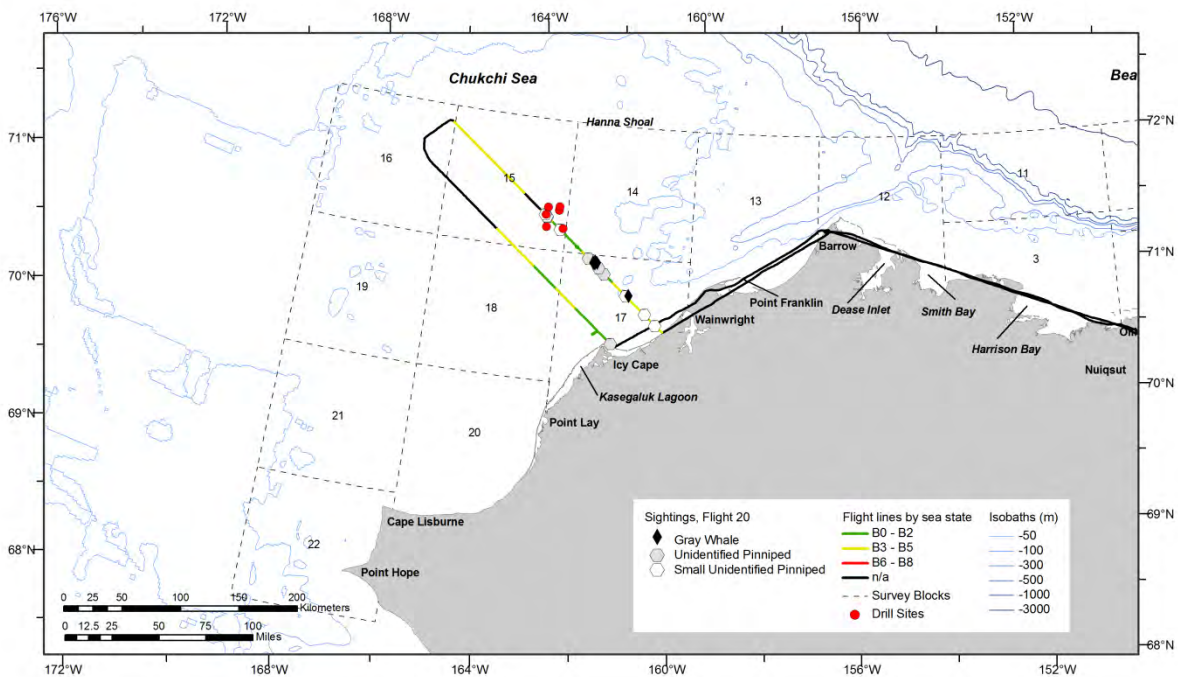 176°W 172°W 168°W 164°W 160°W 156°W 152°W
Chukchi Sea
Bea
71°N
72°N
Hanna Shoal
16
15
14
13
12
11
3
70°N
71°N
Barrow
19
18
17
Point Franklin
Wainwright
Dease Inlet
Smith Bay
Harrison Bay
Icy Cape
Nuiqsut
Kasegaluk Lagoon
69°N
70°N
21
20
Point Lay
Cape Lisburne
69°N
68°N
22
Point Hope
Sightings, Flight 20
Gray Whale
Unidentified Pinniped
Small Unidentified Pinniped
Flight lines by sea state
B0 - B2
B3 - B5
B6 - B8
n/a
Survey Blocks
Drill Sites
Isobaths (m)
-50
-100
-300
-500
-1000
-3000
0 25 50 100 150 200
Kilometers
0 12.5 25 50 75 100
Miles
68°N
172°W 168°W 164°W 160°W 156°W 152°W